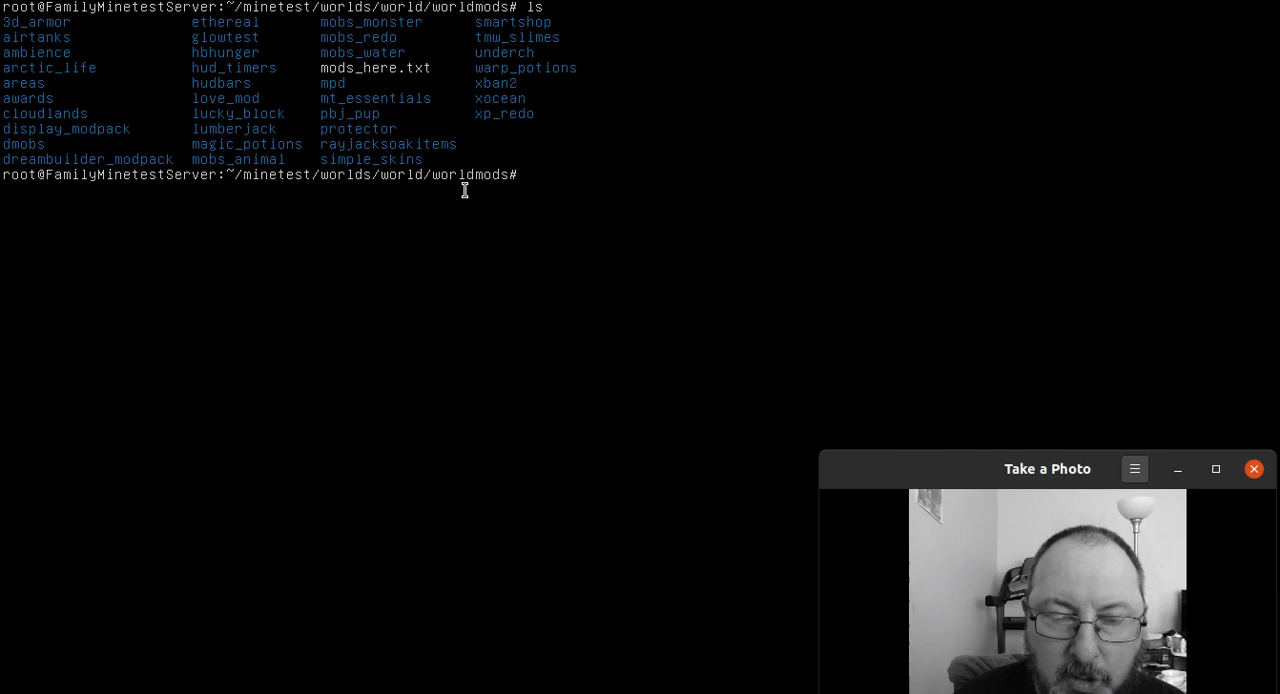 root@FamilyMinetestServer:~/minetest/worlds/world/worldmods# ls
3d_armor ethereal mobs_monster smartshop
airtanks glowtest mobs_redo tmw_slimes
ambience hbhunger mobs_water underch
arctic_life hud_timers mods_here.txt warp_potions
areas hudbars mpd xban2
awards love_mod mt_essentials xocean
cloudlands lucky_block pbj_pup xp_redo
display_modpack lumberjack protector
dmobs magic_potions rayjacksoakitems
dreambuilder_modpack mobs_animal simple_skins
root@FamilyMinetestServer:~/minetest/worlds/world/worldmods#
Take a Photo